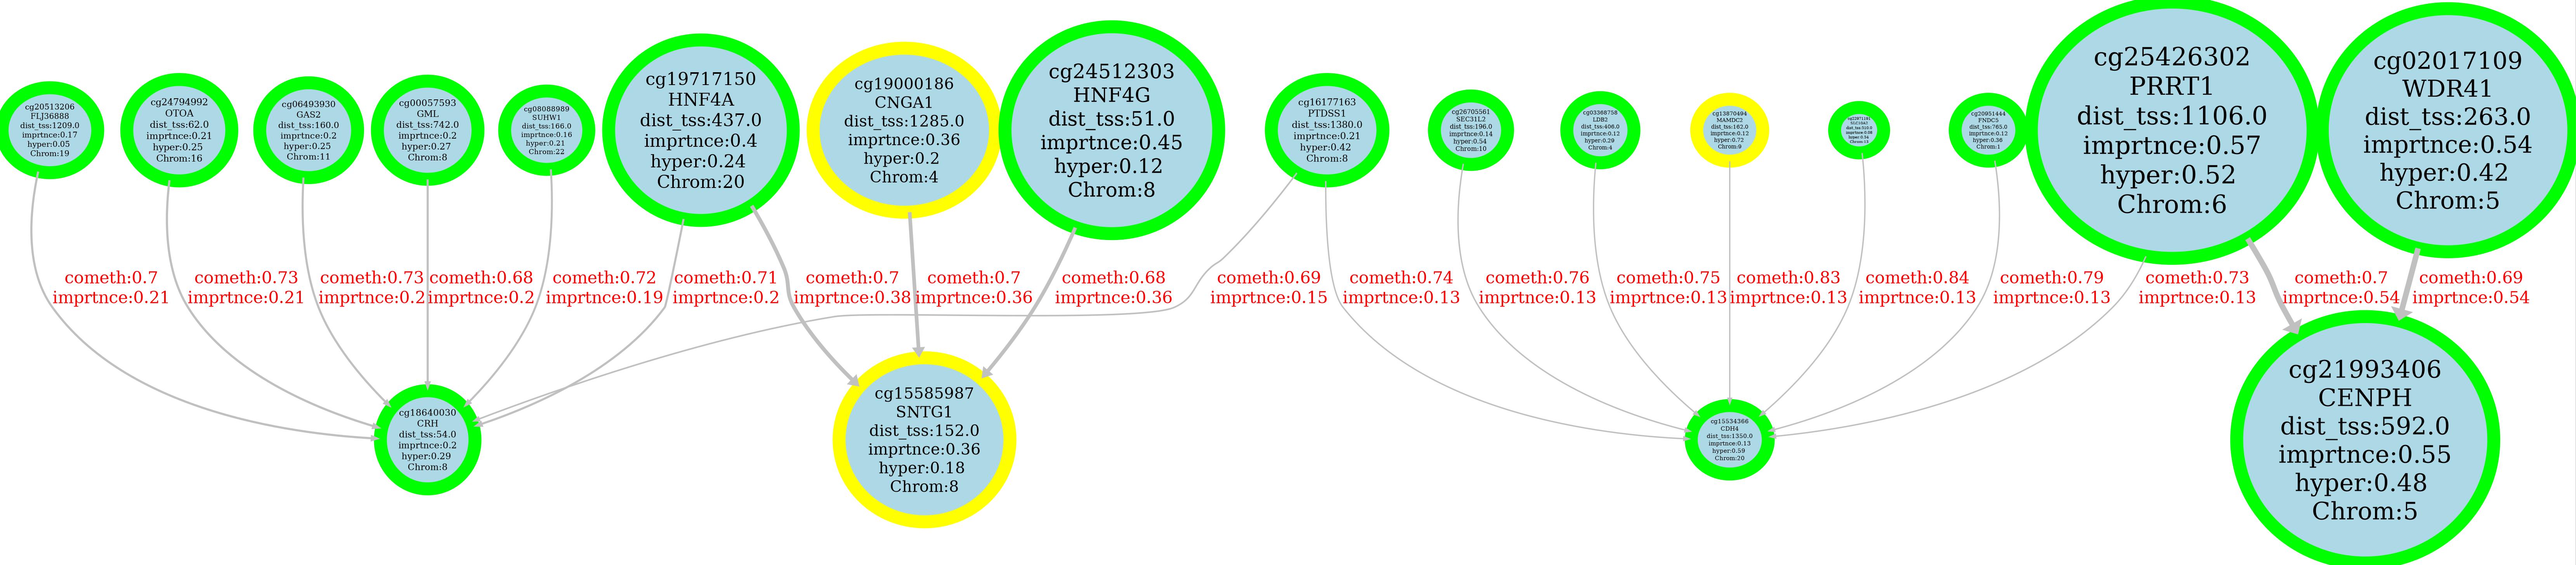 cg20513206
FLJ36888
dist_tss:1209.0
imprtnce:0.17
hyper:0.05
Chrom:19
cg24794992
OTOA
dist_tss:62.0
imprtnce:0.21
hyper:0.25
Chrom:16
cg06493930
GAS2
dist_tss:160.0
imprtnce:0.2
hyper:0.25
Chrom:11
cg00057593
GML
dist_tss:742.0
imprtnce:0.2
hyper:0.27
Chrom:8
cg08088989
SUHW1
dist_tss:166.0
imprtnce:0.16
hyper:0.21
Chrom:22
cg19717150
HNF4A
dist_tss:437.0
imprtnce:0.4
hyper:0.24
Chrom:20
cg19000186
CNGA1
dist_tss:1285.0
imprtnce:0.36
hyper:0.2
Chrom:4
cg24512303
HNF4G
dist_tss:51.0
imprtnce:0.45
hyper:0.12
Chrom:8
cg16177163
PTDSS1
dist_tss:1380.0
imprtnce:0.21
hyper:0.42
Chrom:8
cg26705561
SEC31L2
dist_tss:196.0
imprtnce:0.14
hyper:0.54
Chrom:10
cg03368758
LDB2
dist_tss:406.0
imprtnce:0.12
hyper:0.29
Chrom:4
cg13870494
MAMDC2
dist_tss:162.0
imprtnce:0.12
hyper:0.72
Chrom:9
cg20951444
FNDC5
dist_tss:765.0
imprtnce:0.12
hyper:0.36
Chrom:1
cg25426302
PRRT1
dist_tss:1106.0
imprtnce:0.57
hyper:0.52
Chrom:6
cg02017109
WDR41
dist_tss:263.0
imprtnce:0.54
hyper:0.42
Chrom:5
cometh:0.7
imprtnce:0.21
cometh:0.73
imprtnce:0.21
cometh:0.73
imprtnce:0.2
cometh:0.68
imprtnce:0.2
cometh:0.72
imprtnce:0.19
cometh:0.71
imprtnce:0.2
cometh:0.7
imprtnce:0.38
cometh:0.7
imprtnce:0.36
cometh:0.68
imprtnce:0.36
cometh:0.69
imprtnce:0.15
cometh:0.74
imprtnce:0.13
cometh:0.76
imprtnce:0.13
cometh:0.75
imprtnce:0.13
cometh:0.83
imprtnce:0.13
cometh:0.84
imprtnce:0.13
cometh:0.79
imprtnce:0.13
cometh:0.73
imprtnce:0.13
cometh:0.7
imprtnce:0.54
cometh:0.69
imprtnce:0.54
cg18640030
CRH
dist_tss:54.0
imprtnce:0.2
hyper:0.29
Chrom:8
cg15585987
SNTG1
dist_tss:152.0
imprtnce:0.36
hyper:0.18
Chrom:8
cg15534366
CDH4
dist_tss:1350.0
imprtnce:0.13
hyper:0.59
Chrom:20
cg21993406
CENPH
dist_tss:592.0
imprtnce:0.55
hyper:0.48
Chrom:5